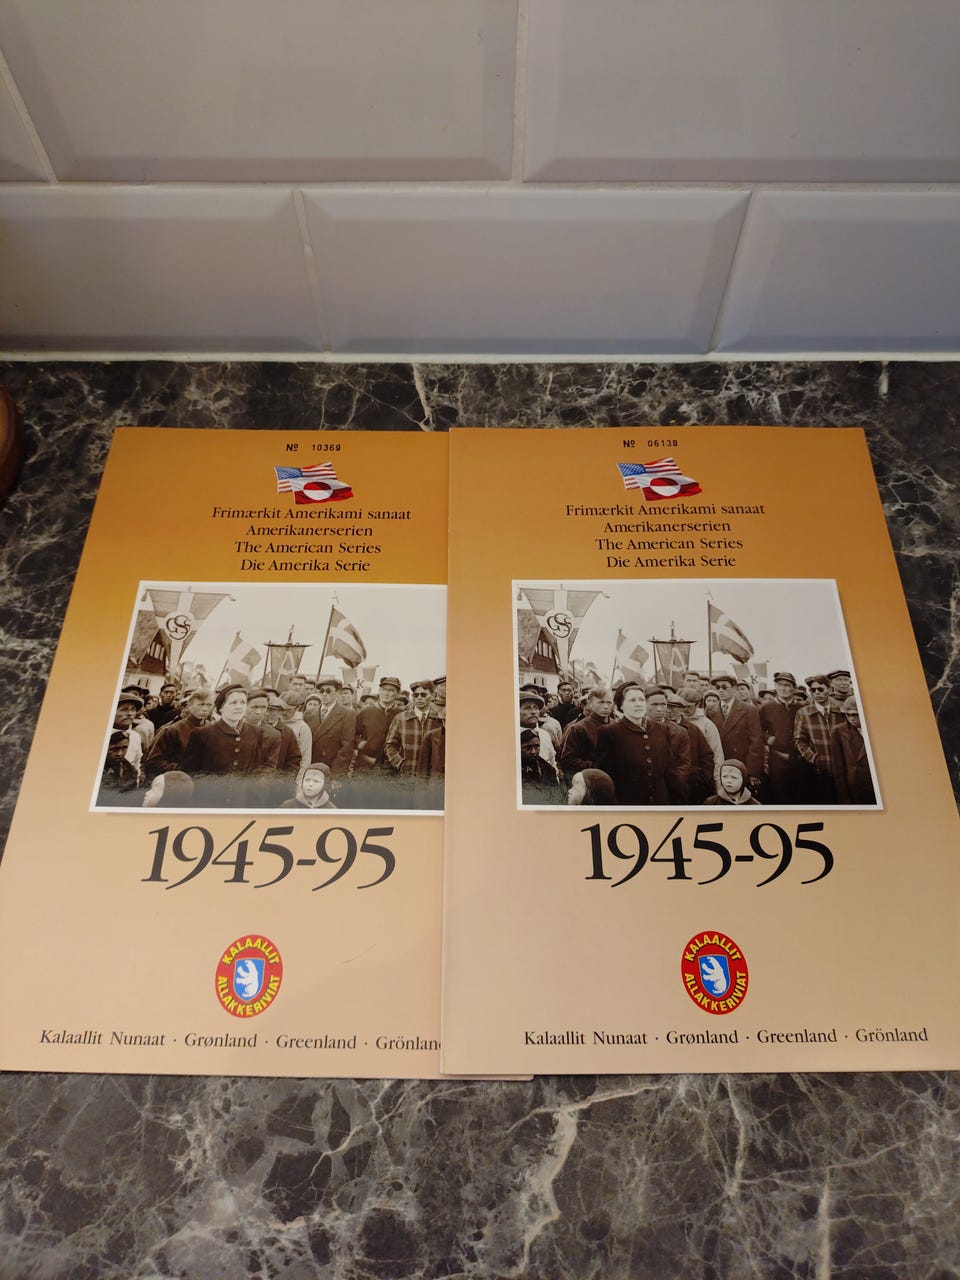 Nº 10369
Frimærkit Amerikami sanaat
Amerikanerserien
The American Series
Die Amerika Serie
1945-95
KALAALLIT
ALLAKKERIVIAT
Kalaallit Nunaat · Grønland · Greenland · Grönlan
Nº 06138
Frimærkit Amerikami sanaat
Amerikanerserien
The American Series
Die Amerika Serie
1945-95
KALAALLIT
ALLAKKERIVIAT
Kalaallit Nunaat · Grønland · Greenland · Grönland